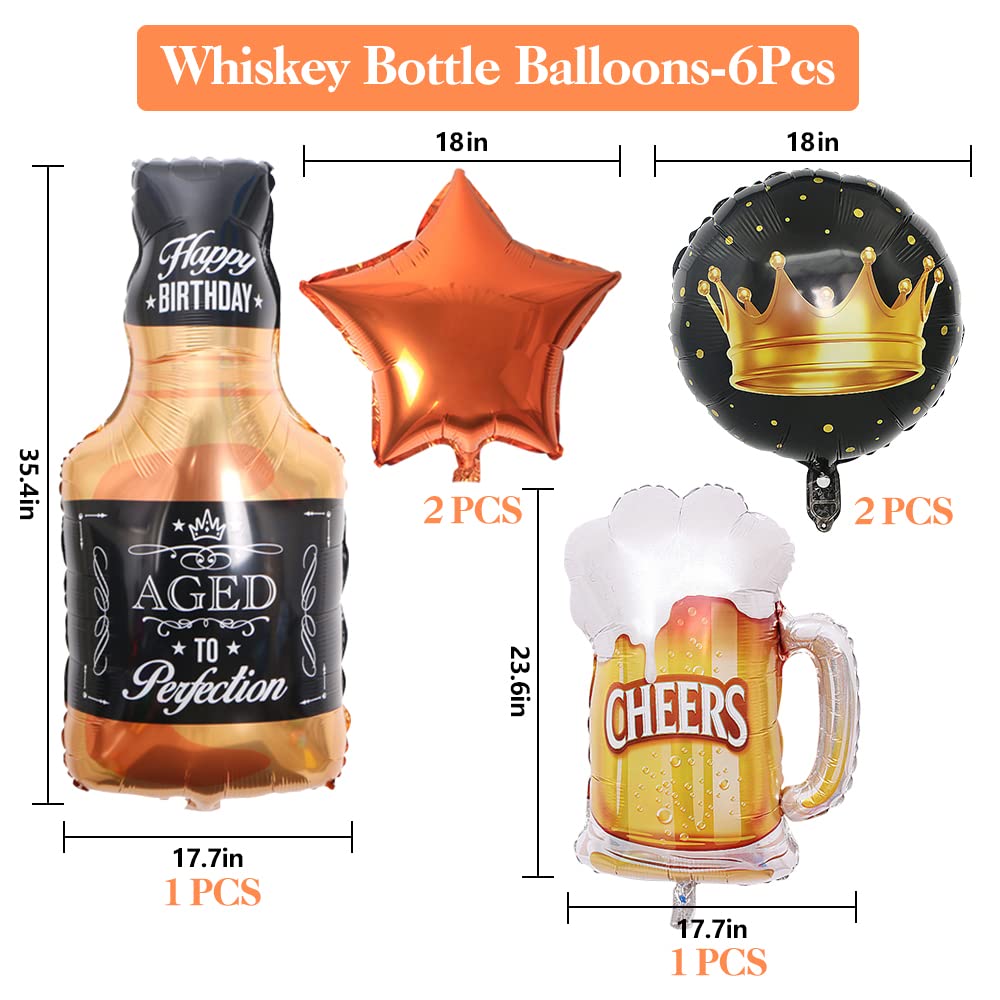 Whiskey Bottle Balloons-6Pcs
18in
18in
35.4in
Happy
BIRTHDAY
AGED
TO
Perfection
17.7in
1 PCS
2 PCS
2 PCS
23.6in
CHEERS
17.7in
1 PCS